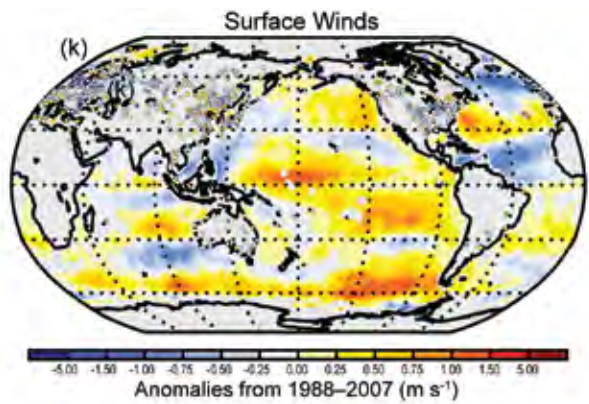 Surface Winds
(k)
-5.00 -1.50 -1.00 -0.75 -0.50 -0.25 0.00 0.25 0.50 0.75 1.00 1.50 5.00
Anomalies from 1988–2007 (m s⁻¹)